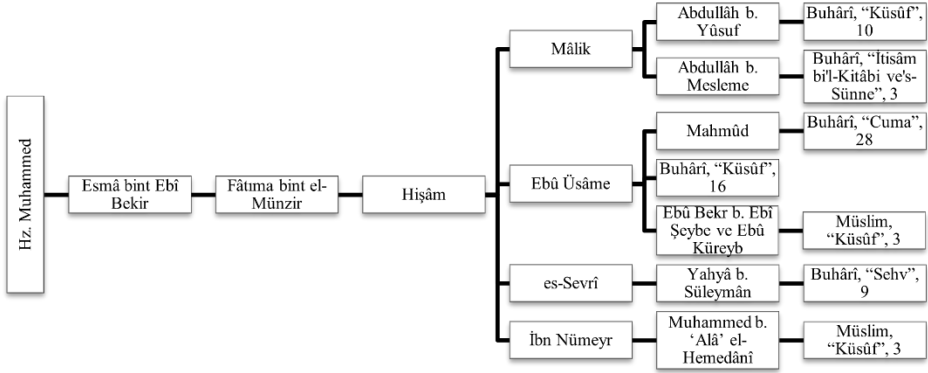 Hz. Muhammed
Esmâ bint Ebî
Bekir
Fâtıma bint el-
Münzir
Hişâm
Mâlik
Abdullâh b.
Yûsuf
Buhârî, “Küsûf”,
10
Abdullâh b.
Mesleme
Buhârî, “İtisâm
bi'l-Kitâbi ve's-
Sünne”, 3
Ebû Üsâme
Mahmûd
Buhârî, “Cuma”,
28
Buhârî, “Küsûf”,
16
Ebû Bekr b. Ebî
Şeybe ve Ebû
Küreyb
Müslim,
“Küsûf”, 3
es-Sevrî
Yahyâ b.
Süleymân
Buhârî, “Sehv”,
9
İbn Nümeyr
Muhammed b.
‘Alâ’ el-
Hemedânî
Müslim,
“Küsûf”, 3